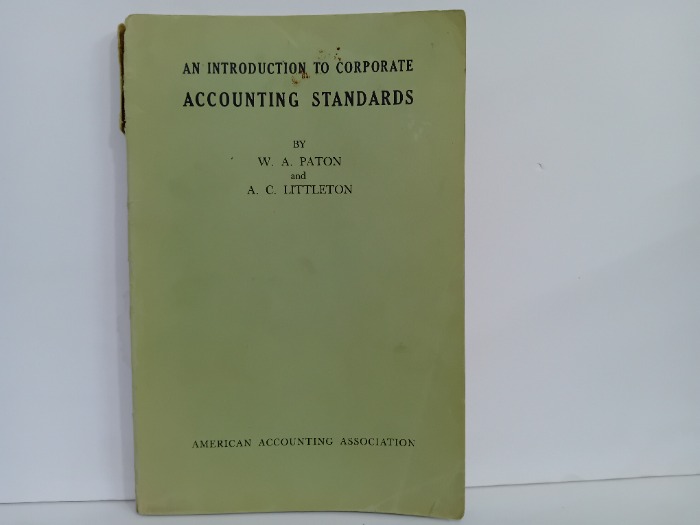 AN INTRODUCTION TO CORPORATE
ACCOUNTING STANDARDS
BY
W. A. PATON
and
A. C. LITTLETON
AMERICAN ACCOUNTING ASSOCIATION